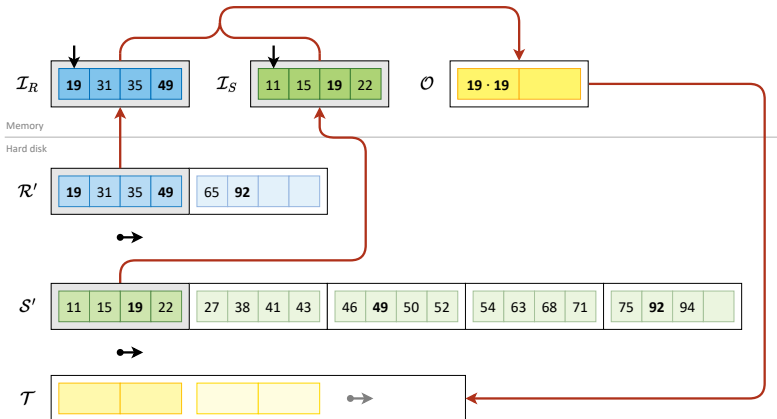 I_R 19 31 35 49 I_S 11 15 19 22 O 19 · 19
Memory
Hard disk
R′ 19 31 35 49 65 92
S′ 11 15 19 22 27 38 41 43 46 49 50 52 54 63 68 71 75 92 94
T